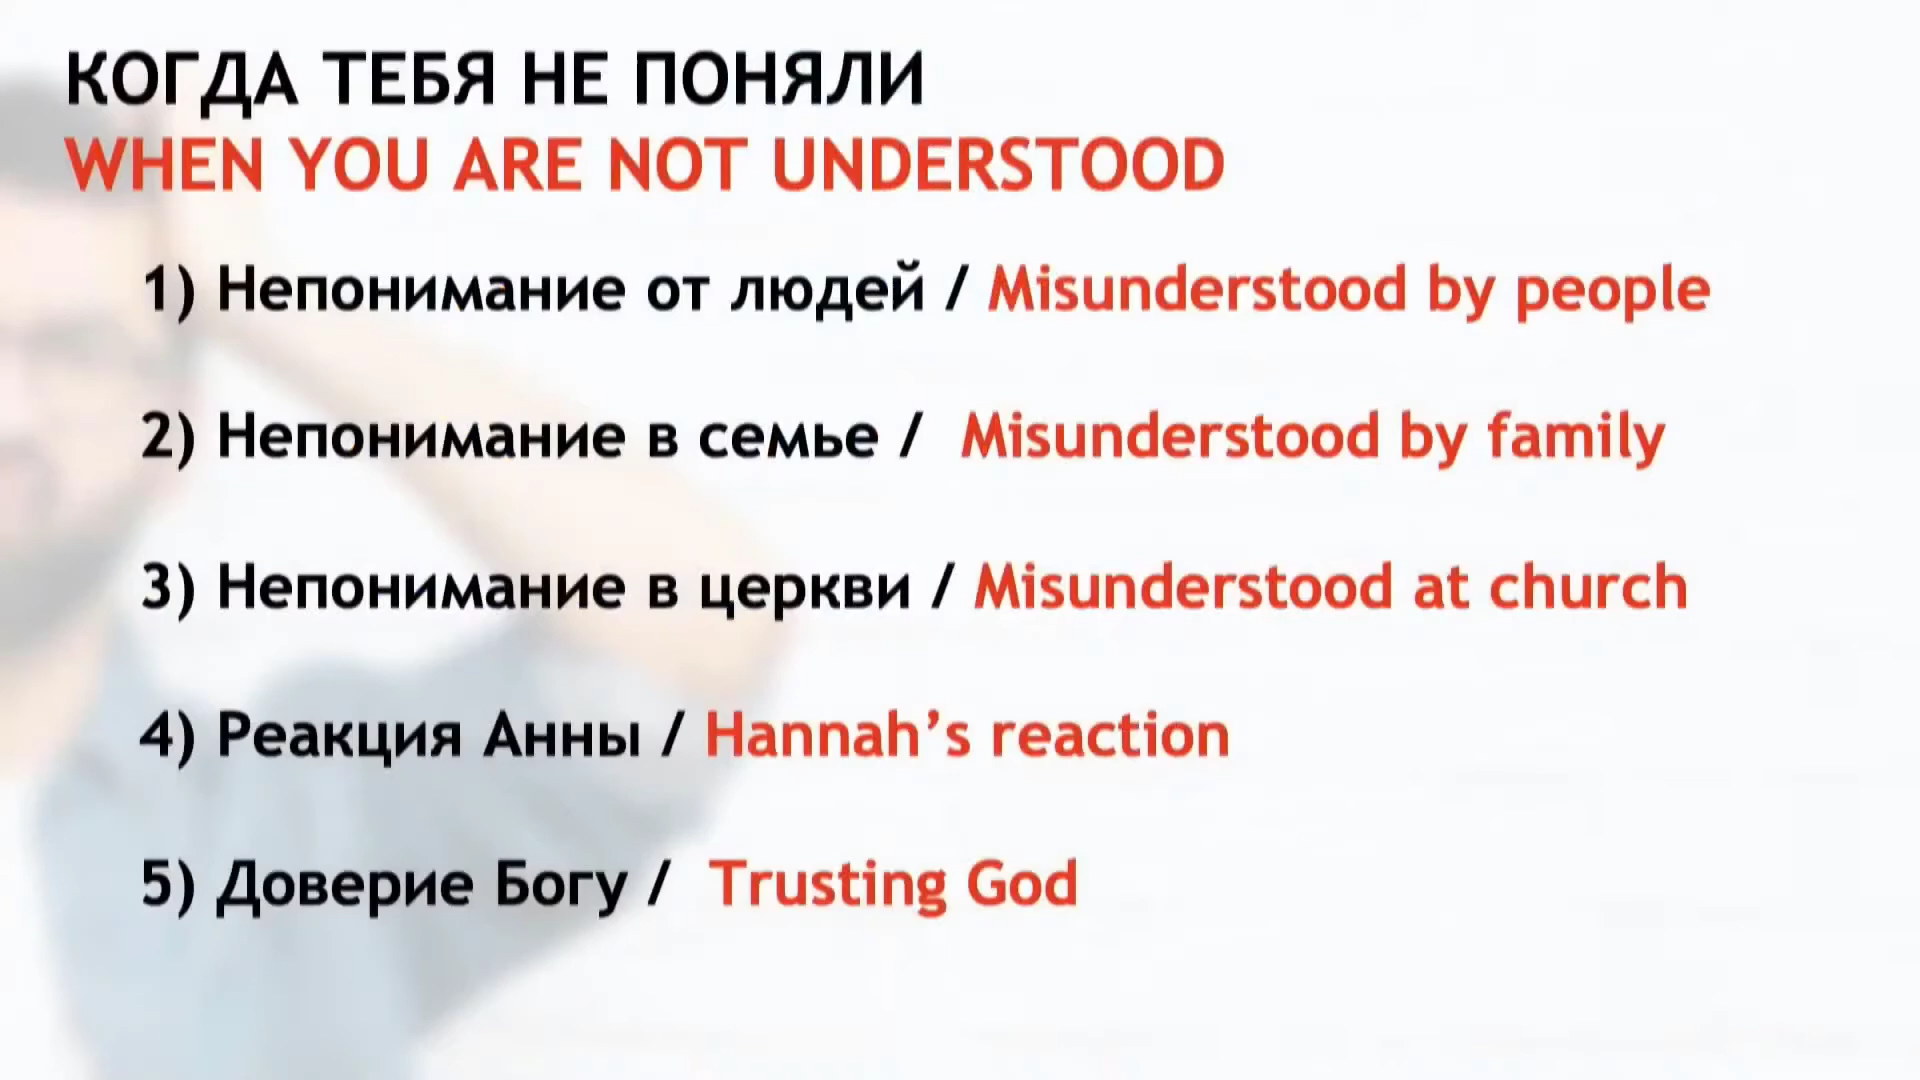 КОГДА ТЕБЯ НЕ ПОНЯЛИ
WHEN YOU ARE NOT UNDERSTOOD
1) Непонимание от людей / Misunderstood by people
2) Непонимание в семье / Misunderstood by family
3) Непонимание в церкви / Misunderstood at church
4) Реакция Анны / Hannah’s reaction
5) Доверие Богу / Trusting God